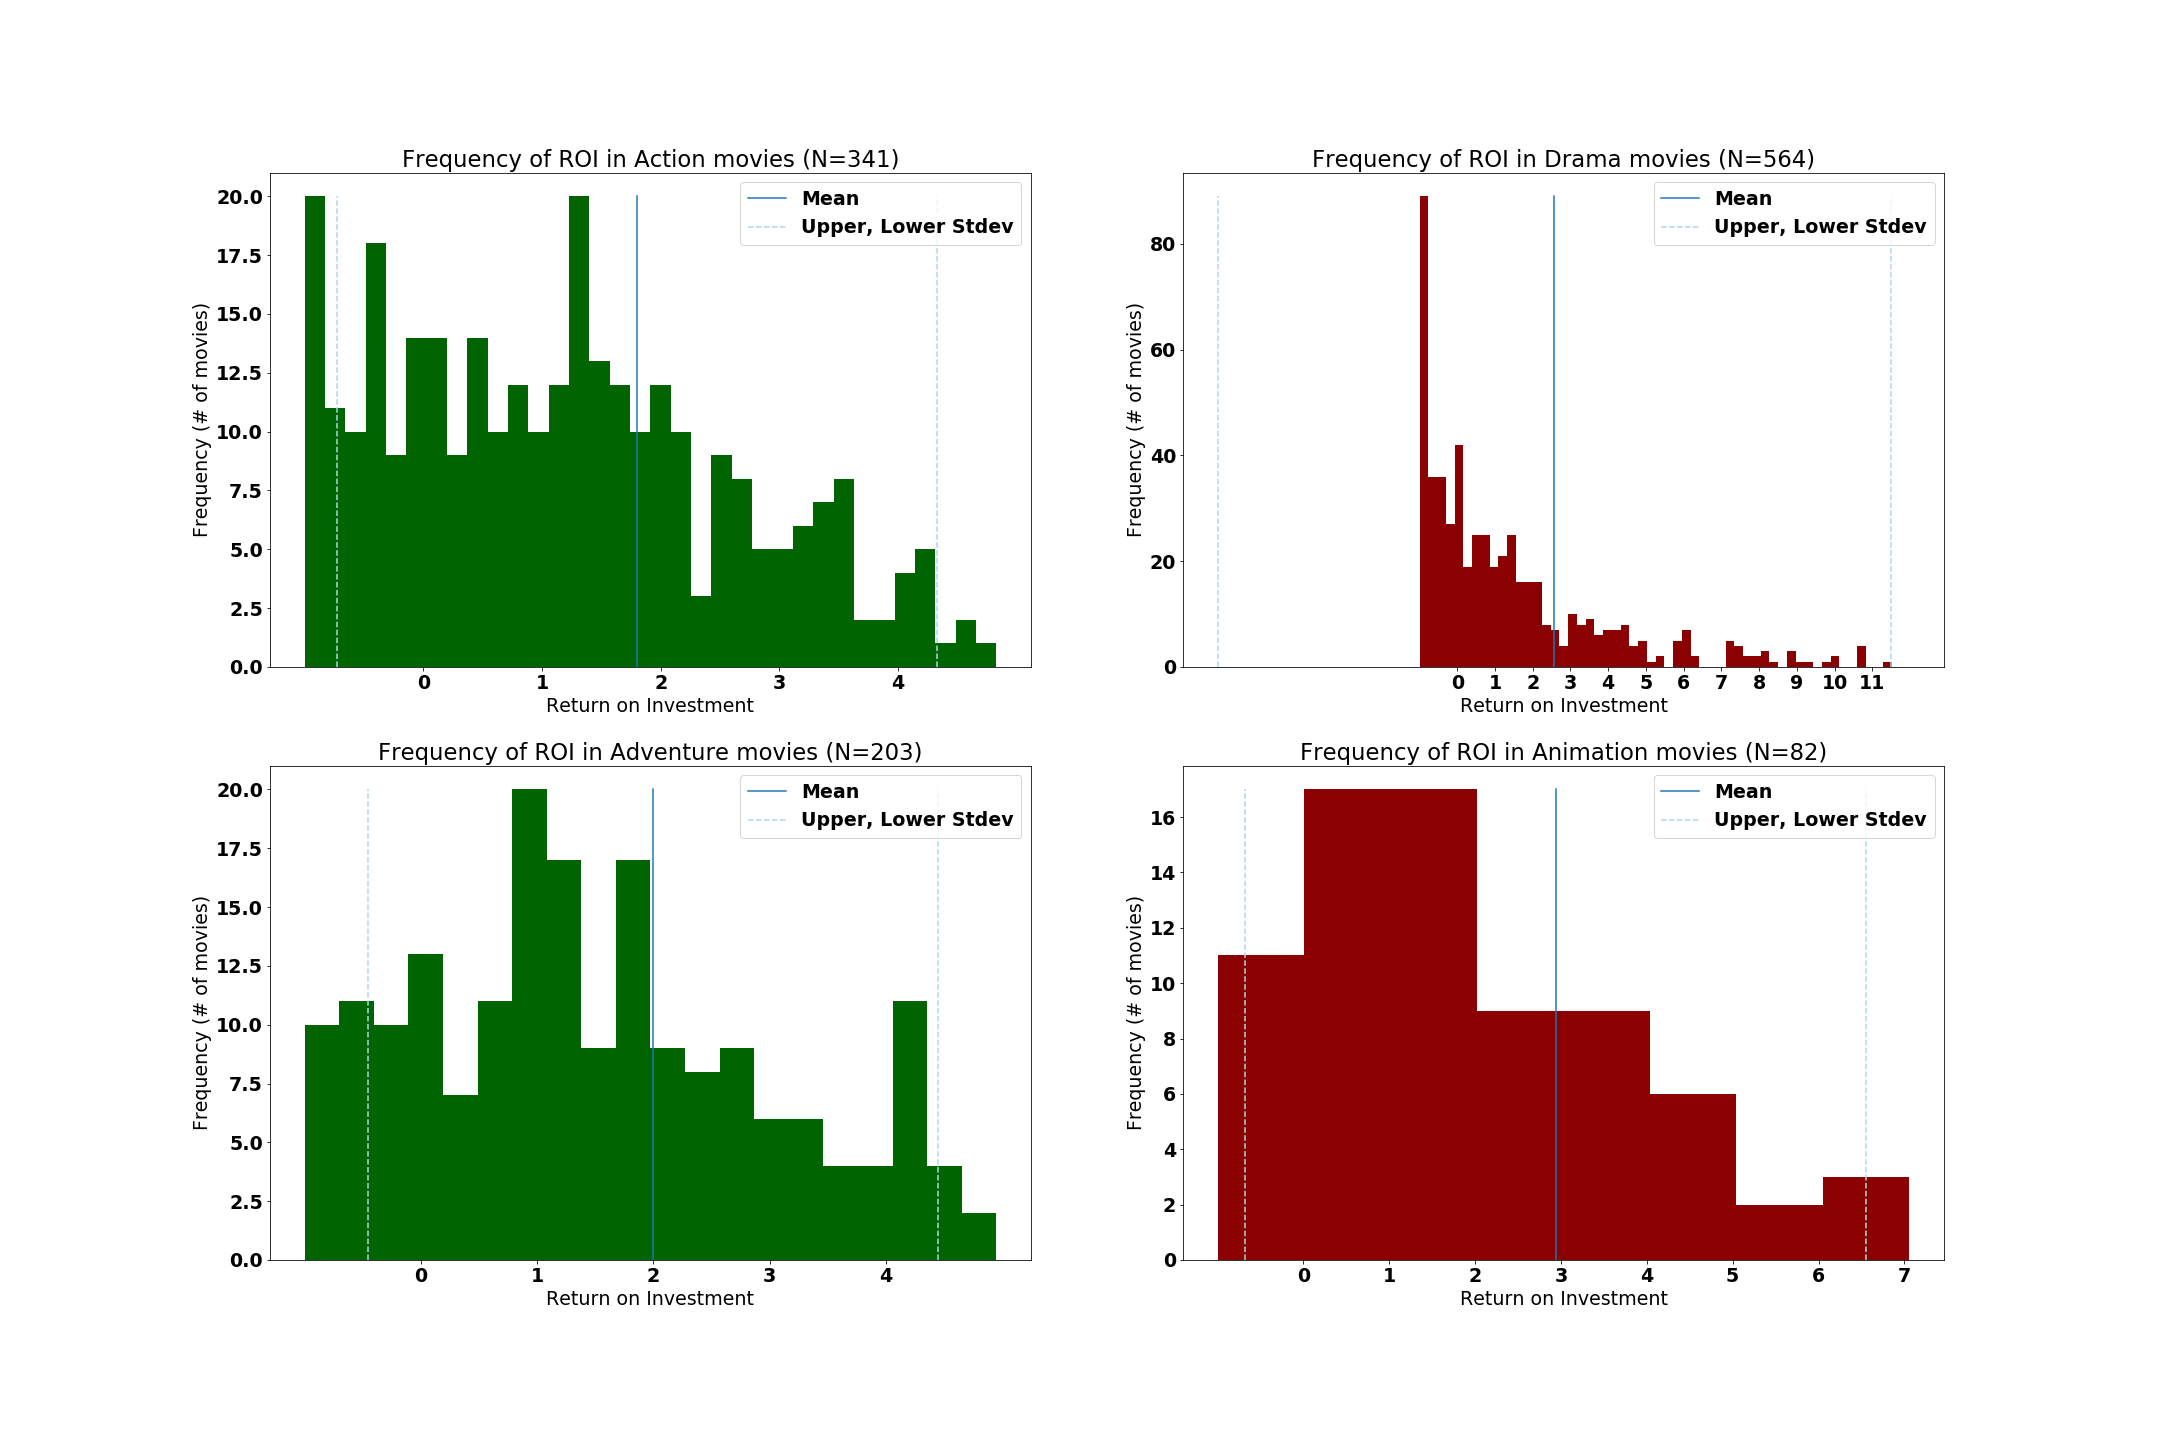 Frequency of ROI in Action movies (N=341)
20.0
17.5
15.0
12.5
10.0
7.5
5.0
2.5
0.0
Frequency (# of movies)
Mean
Upper, Lower Stdev
0 1 2 3 4
Return on Investment
Frequency of ROI in Drama movies (N=564)
80
60
40
20
0
Frequency (# of movies)
Mean
Upper, Lower Stdev
0 1 2 3 4 5 6 7 8 9 10 11
Return on Investment
Frequency of ROI in Adventure movies (N=203)
20.0
17.5
15.0
12.5
10.0
7.5
5.0
2.5
0.0
Frequency (# of movies)
Mean
Upper, Lower Stdev
0 1 2 3 4
Return on Investment
Frequency of ROI in Animation movies (N=82)
16
14
12
10
8
6
4
2
0
Frequency (# of movies)
Mean
Upper, Lower Stdev
0 1 2 3 4 5 6 7
Return on Investment